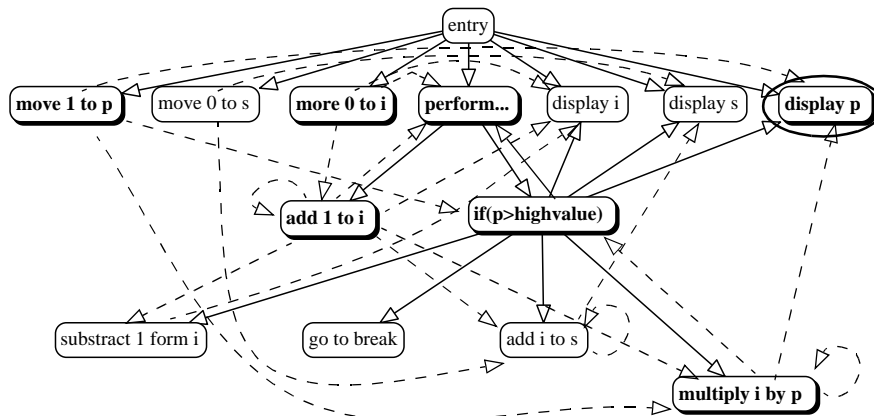 entry
move 1 to p
move 0 to s
more 0 to i
perform...
display i
display s
display p
add 1 to i
if(p>highvalue)
substract 1 form i
go to break
add i to s
multiply i by p